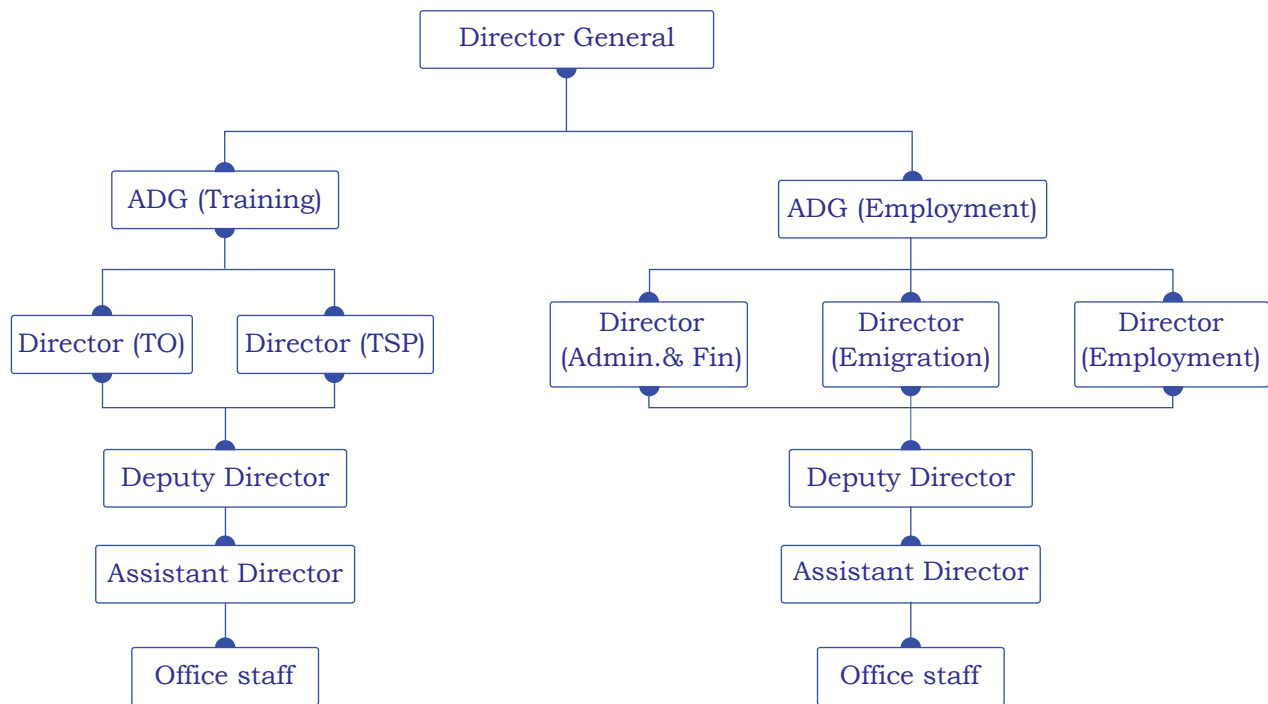 Director General
ADG (Training)
ADG (Employment)
Director (TO)
Director (TSP)
Director
(Admin.& Fin)
Director
(Emigration)
Director
(Employment)
Deputy Director
Deputy Director
Assistant Director
Assistant Director
Office staff
Office staff